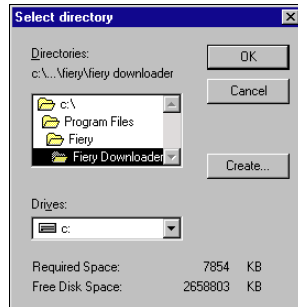 Select directory
Directories:
c:\...\fiery\fiery downloader
OK
Cancel
c:\
Program Files
Fiery
Fiery Downloader
Create...
Drives:
c:
Required Space: 7854 KB
Free Disk Space: 2658803 KB